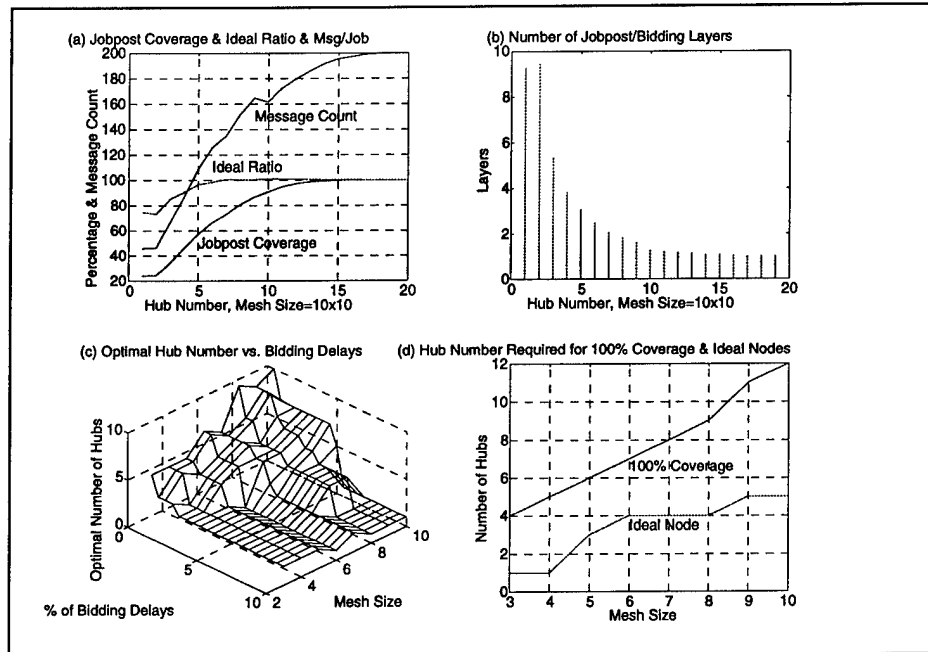 (a) Jobpost Coverage & Ideal Ratio & Msg/Job
Percentage & Message Count
200
180
160
140
120
100
80
60
40
20
Message Count
Ideal Ratio
Jobpost Coverage
0
5
10
15
20
Hub Number, Mesh Size=10x10
(b) Number of Jobpost/Bidding Layers
Layers
10
8
6
4
2
0
0
5
10
15
20
Hub Number, Mesh Size=10x10
(c) Optimal Hub Number vs. Bidding Delays
Optimal Number of Hubs
10
5
0
0
5
10
% of Bidding Delays
2
4
6
8
10
Mesh Size
(d) Hub Number Required for 100% Coverage & Ideal Nodes
Number of Hubs
12
10
8
6
4
2
0
100% Coverage
Ideal Node
3
4
5
6
7
8
9
10
Mesh Size